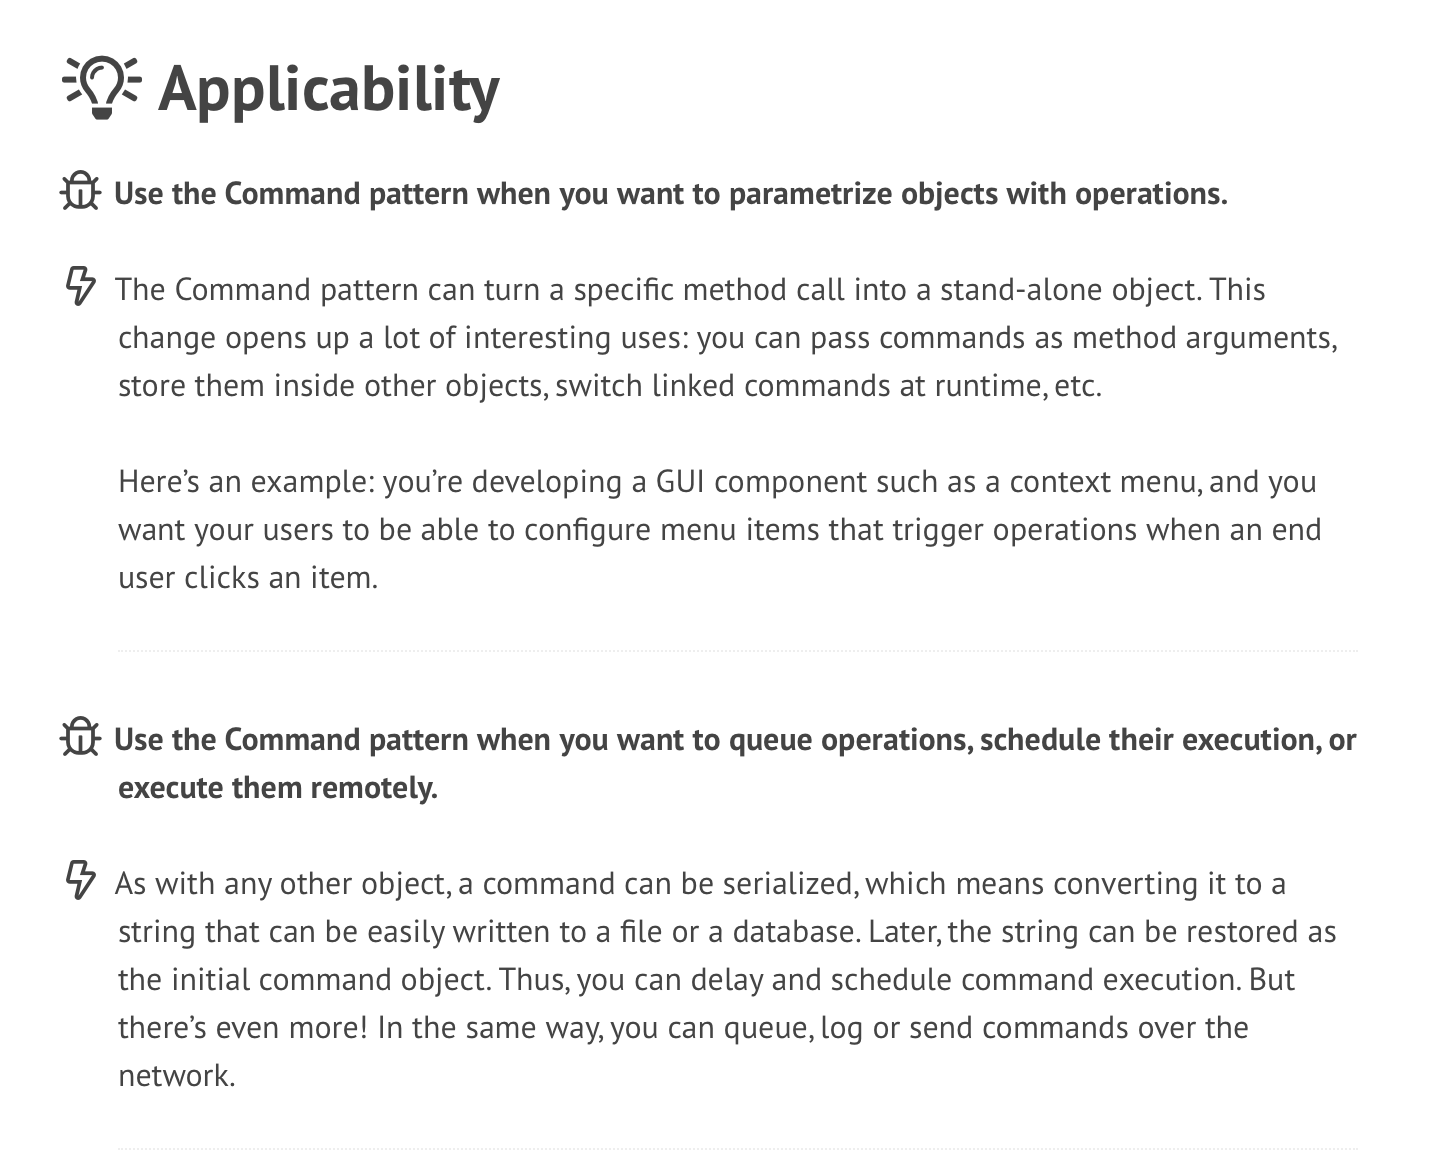 Applicability
Use the Command pattern when you want to parametrize objects with operations.
The Command pattern can turn a specific method call into a stand-alone object. This
change opens up a lot of interesting uses: you can pass commands as method arguments,
store them inside other objects, switch linked commands at runtime, etc.
Here’s an example: you’re developing a GUI component such as a context menu, and you
want your users to be able to configure menu items that trigger operations when an end
user clicks an item.
Use the Command pattern when you want to queue operations, schedule their execution, or
execute them remotely.
As with any other object, a command can be serialized, which means converting it to a
string that can be easily written to a file or a database. Later, the string can be restored as
the initial command object. Thus, you can delay and schedule command execution. But
there’s even more! In the same way, you can queue, log or send commands over the
network.